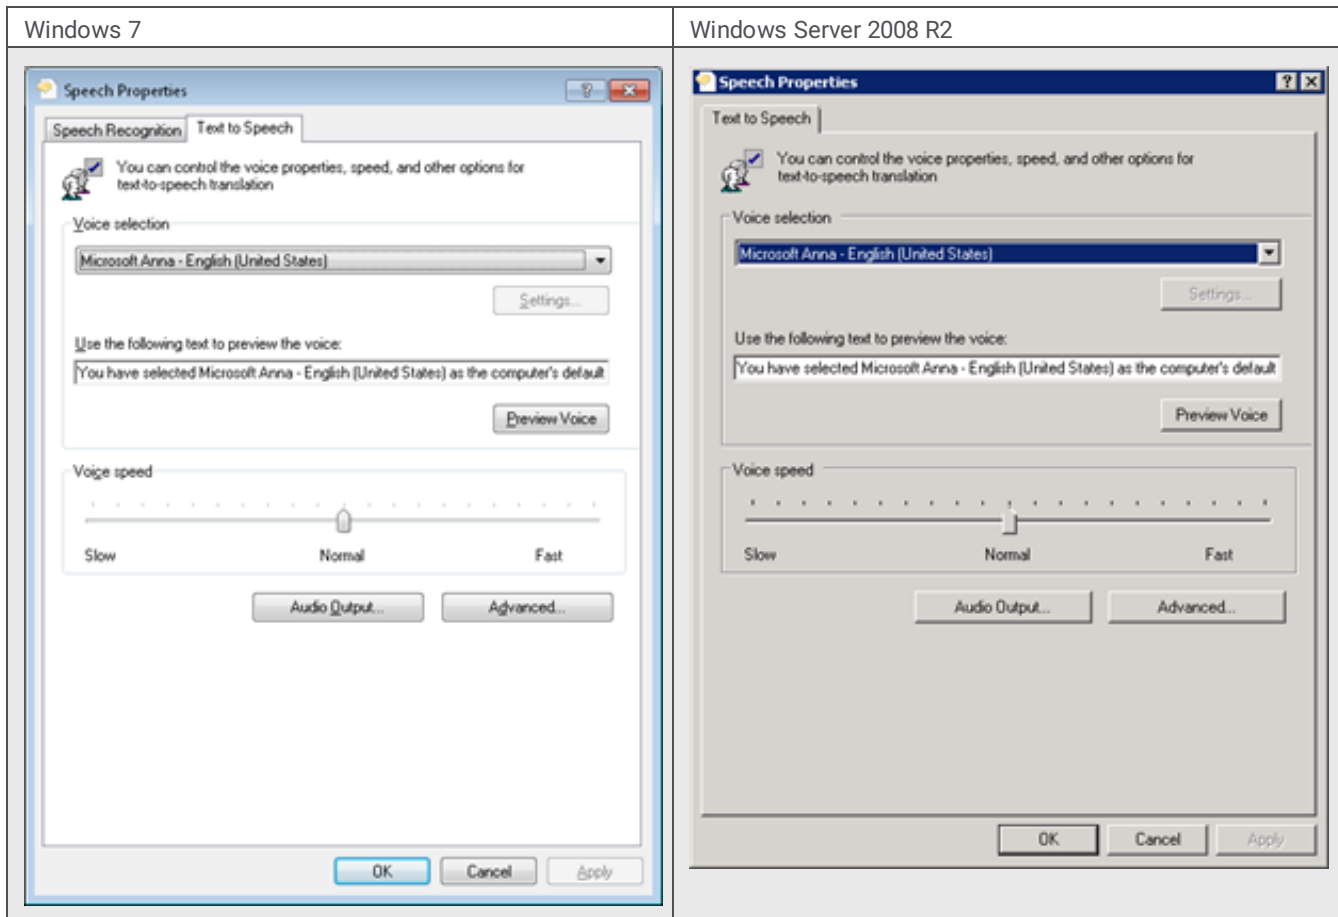 Windows 7
Speech Properties
Speech Recognition
Text to Speech
You can control the voice properties, speed, and other options for
text-to-speech translation
Voice selection
Microsoft Anna - English (United States)
Settings...
Use the following text to preview the voice:
You have selected Microsoft Anna - English (United States) as the computer's default
Preview Voice
Voice speed
Slow Normal Fast
Audio Output... Advanced...
OK Cancel Apply
Windows Server 2008 R2
Speech Properties
Text to Speech
You can control the voice properties, speed, and other options for
text-to-speech translation
Voice selection
Microsoft Anna - English (United States)
Settings...
Use the following text to preview the voice:
You have selected Microsoft Anna - English (United States) as the computer's default
Preview Voice
Voice speed
Slow Normal Fast
Audio Output... Advanced...
OK Cancel Apply